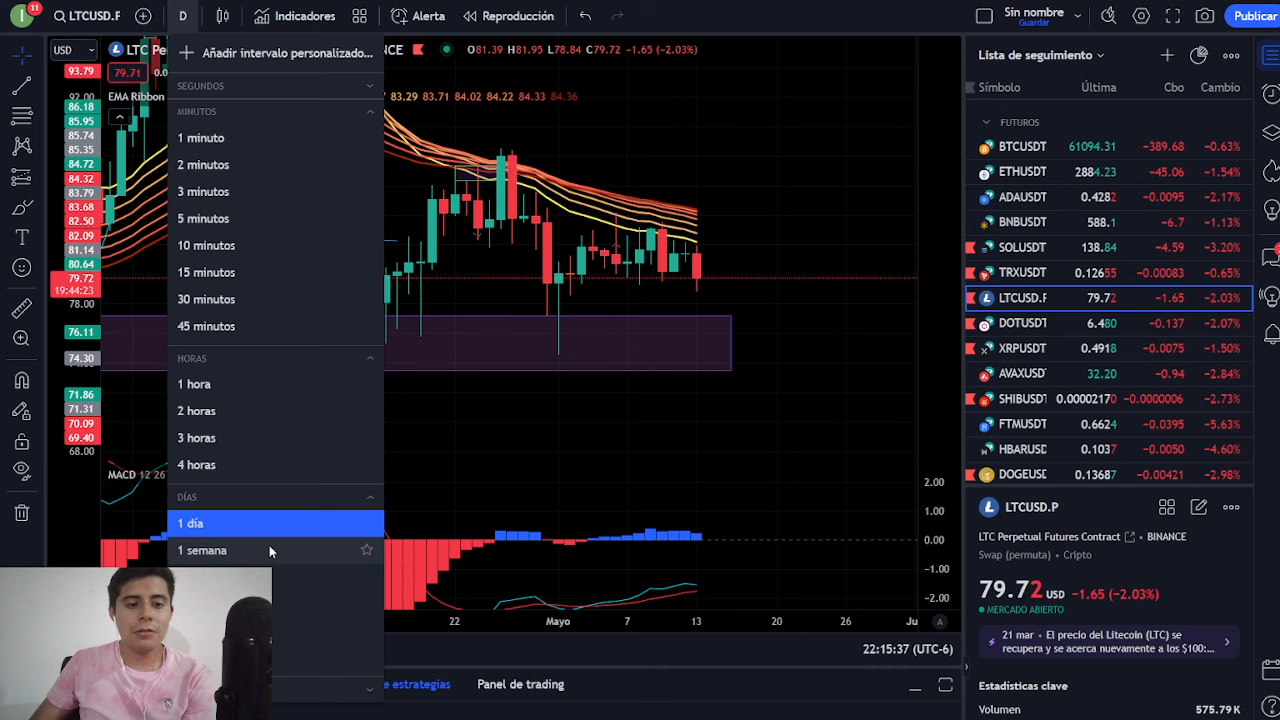 11
I
LTCUSD.P
D
Indicadores
Alerta
Reproducción
Sin nombre
Guardar
Publicar
USD
LTC Pe
NCE
O81.39 H81.95 L78.84 C79.72 −1.65 (−2.03%)
93.79
79.71
0.0
92.00
EMA Ribbon
83.29 83.71 84.02 84.22 84.33 84.36
86.18
85.95
85.74
85.35
84.72
84.32
83.79
83.68
82.50
82.09
81.14
80.64
79.72
19:44:23
78.00
76.11
74.30
71.86
71.31
70.09
69.40
68.00
Añadir intervalo personalizado...
SEGUNDOS
MINUTOS
1 minuto
2 minutos
3 minutos
5 minutos
10 minutos
15 minutos
30 minutos
45 minutos
HORAS
1 hora
2 horas
3 horas
4 horas
DÍAS
1 día
1 semana
MACD 12 26
2.00
1.00
0.00
−1.00
−2.00
22 Mayo 7 13 20 26 Ju
A
22:15:37 (UTC-6)
e estrategias
Panel de trading
Lista de seguimiento
Símbolo Última Cbo Cambio
FUTUROS
BTCUSDT 61094.31 −389.68 −0.63%
ETHUSDT 2884.23 −45.06 −1.54%
ADAUSDT 0.4282 −0.0095 −2.17%
BNBUSDT 588.1 −6.7 −1.13%
SOLUSDT 138.84 −4.59 −3.20%
TRXUSDT 0.12655 −0.00083 −0.65%
LTCUSD.P 79.72 −1.65 −2.03%
DOTUSDT 6.480 −0.137 −2.07%
XRPUSDT 0.4918 −0.0075 −1.50%
AVAXUSD 32.20 −0.94 −2.84%
SHIBUSDT 0.00002170 −0.0000006 −2.73%
FTMUSDT 0.6624 −0.0395 −5.63%
HBARUSD 0.1037 −0.0050 −4.60%
DOGEUSD 0.13687 −0.00421 −2.98%
LTCUSD.P
LTC Perpetual Futures Contract • BINANCE
Swap (permuta) • Cripto
79.72 USD −1.65 (−2.03%)
MERCADO ABIERTO
21 mar • El precio del Litecoin (LTC) se
recupera y se acerca nuevamente a los $100:...
Estadísticas clave
Volumen 575.79 K